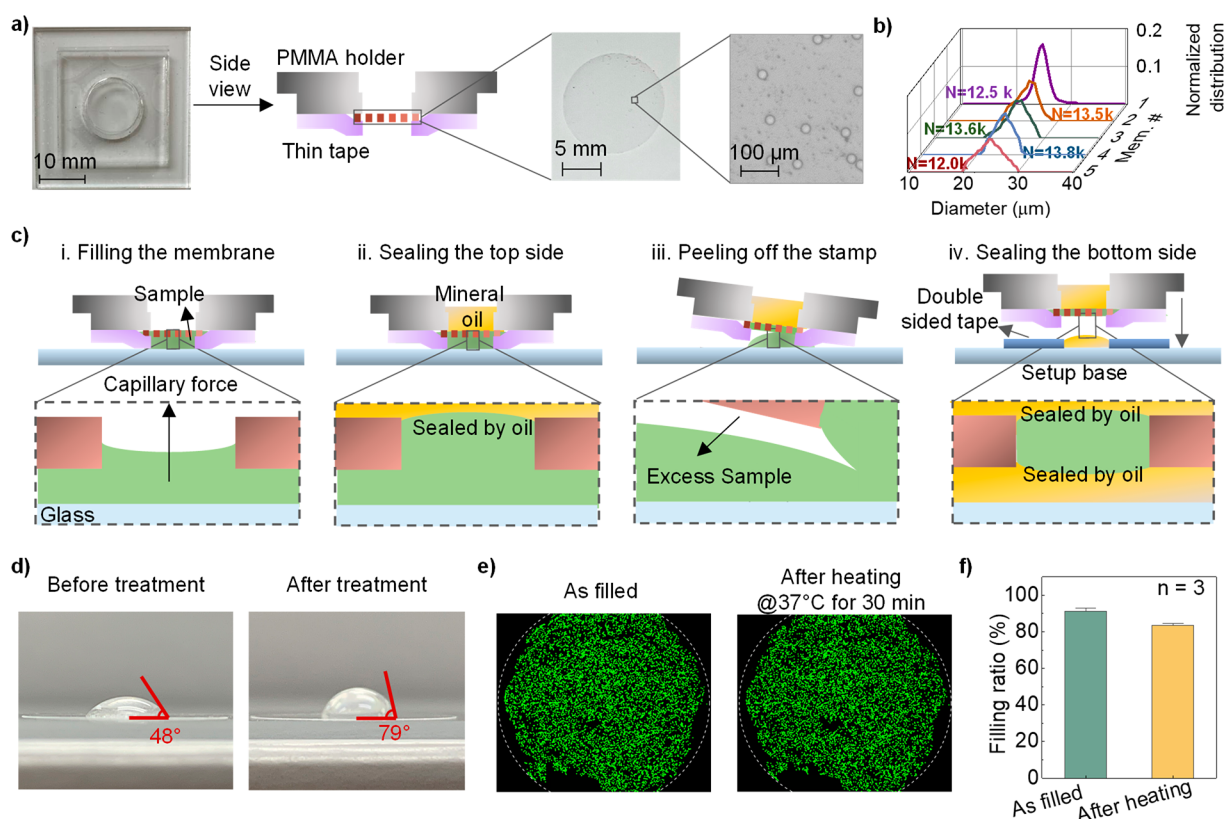 a)
10 mm
Side
view
PMMA holder
Thin tape
5 mm
100 µm
b)
0.2
0.1
Normalized
distribution
N=12.5 k
N=13.5k
N=13.6k
N=13.8k
N=12.0k
1
2
3
4
5
Mem. #
10
20
30
40
Diameter (µm)
c)
i. Filling the membrane
Sample
Capillary force
Glass
ii. Sealing the top side
Mineral
oil
Sealed by oil
iii. Peeling off the stamp
Excess Sample
iv. Sealing the bottom side
Double
sided tape
Setup base
Sealed by oil
Sealed by oil
d)
Before treatment
48°
After treatment
79°
e)
As filled
After heating
@37°C for 30 min
f)
n = 3
Filling ratio (%)
100
80
60
40
20
0
As filled
After heating